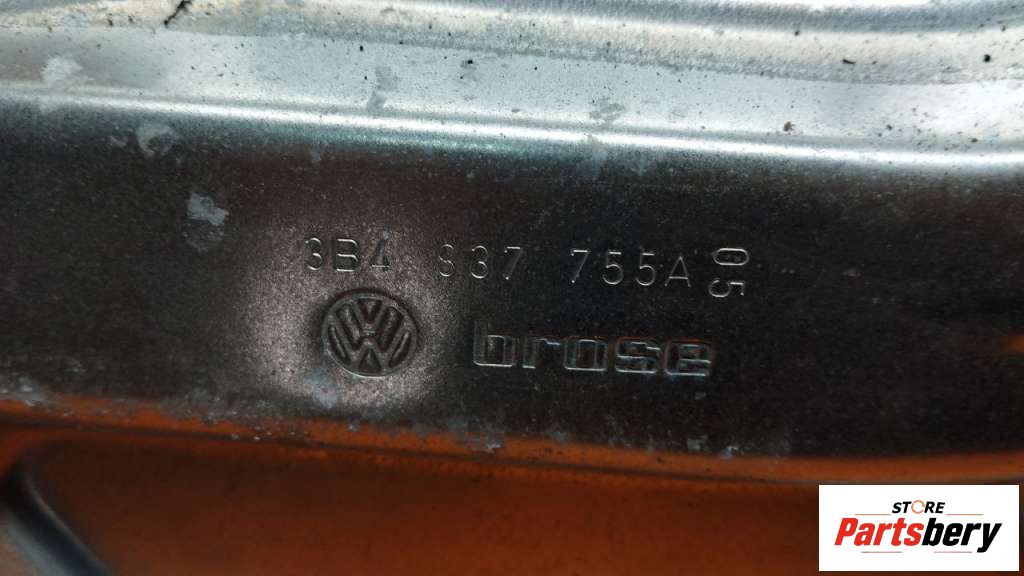 3B4 837 755A 05
VW
brose
STORE
Partsbery